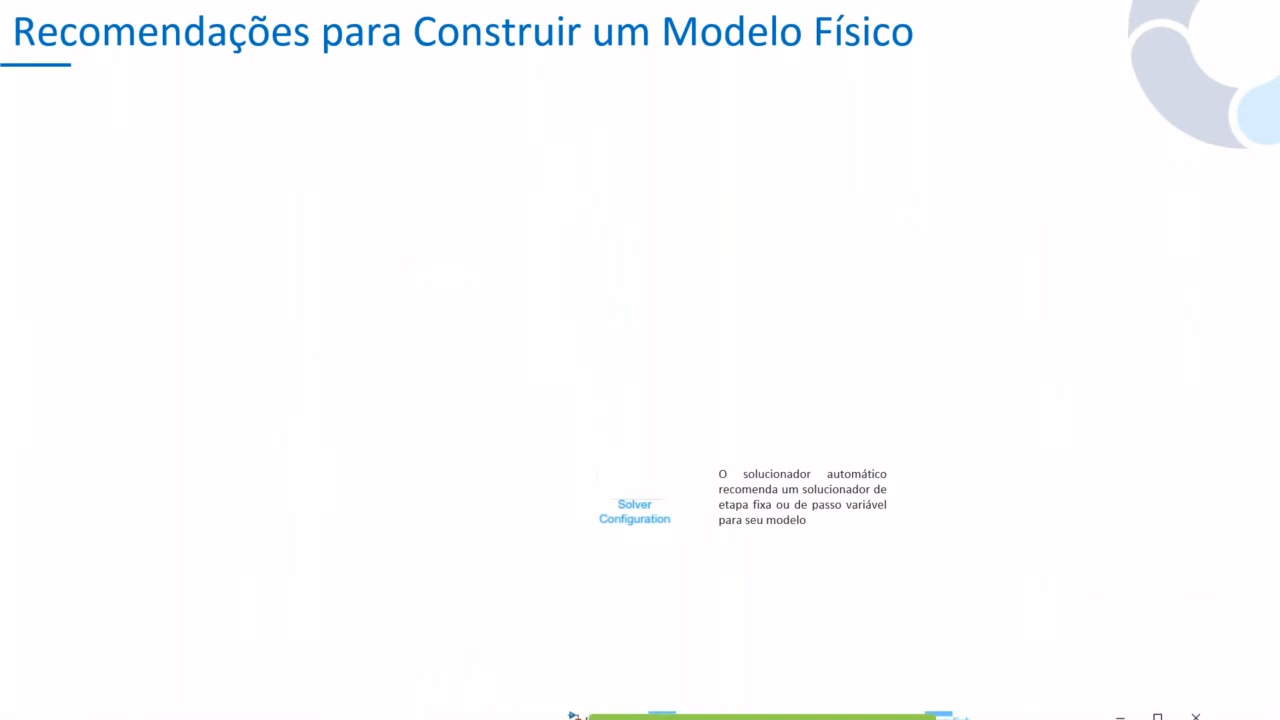 Recomendações para Construir um Modelo Físico
O solucionador automático
recomenda um solucionador de
etapa fixa ou de passo variável
para seu modelo
Solver
Configuration